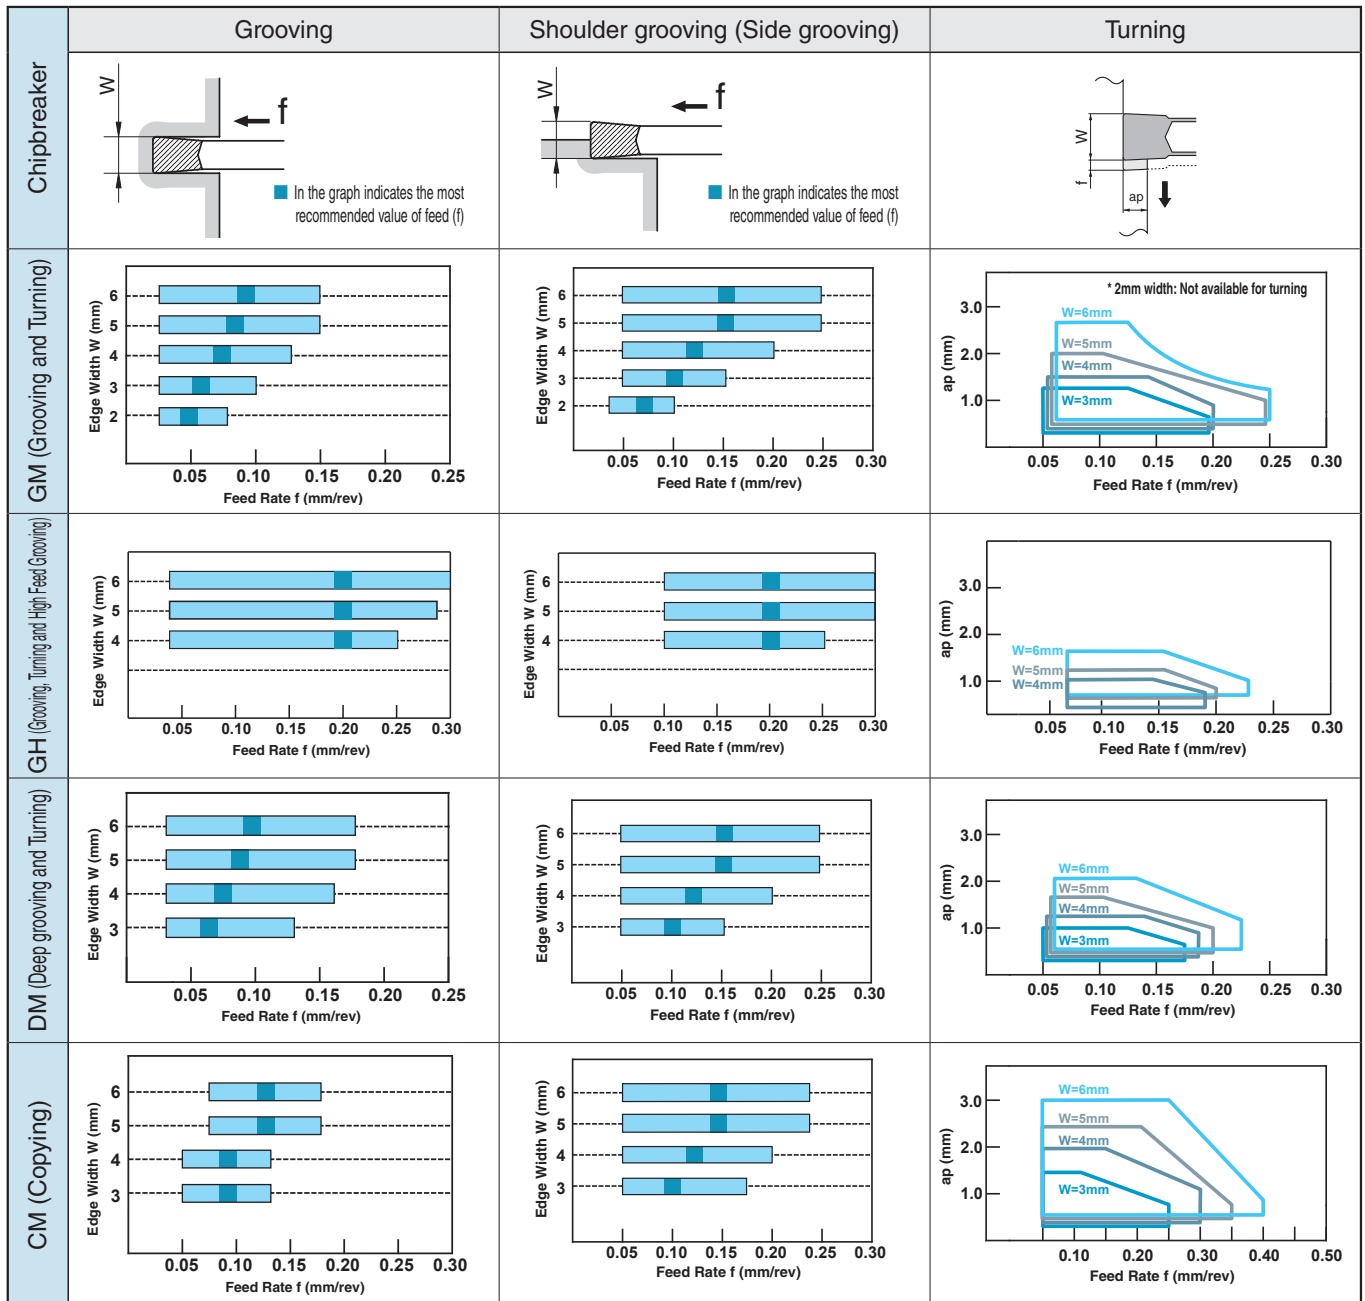 Chipbreaker
Grooving
Shoulder grooving (Side grooving)
Turning
W
f
In the graph indicates the most
recommended value of feed (f)
W
f
In the graph indicates the most
recommended value of feed (f)
W
f
ap
GM (Grooving and Turning)
Edge Width W (mm)
6
5
4
3
2
0.05 0.10 0.15 0.20 0.25
Feed Rate f (mm/rev)
Edge Width W (mm)
6
5
4
3
2
0.05 0.10 0.15 0.20 0.25 0.30
Feed Rate f (mm/rev)
* 2mm width: Not available for turning
ap (mm)
3.0
2.0
1.0
W=6mm
W=5mm
W=4mm
W=3mm
0.05 0.10 0.15 0.20 0.25 0.30
Feed Rate f (mm/rev)
GH (Grooving, Turning and High Feed Grooving)
Edge Width W (mm)
6
5
4
0.05 0.10 0.15 0.20 0.25 0.30
Feed Rate f (mm/rev)
Edge Width W (mm)
6
5
4
0.05 0.10 0.15 0.20 0.25 0.30
Feed Rate f (mm/rev)
ap (mm)
3.0
2.0
1.0
W=6mm
W=5mm
W=4mm
0.05 0.10 0.15 0.20 0.25 0.30
Feed Rate f (mm/rev)
DM (Deep grooving and Turning)
Edge Width W (mm)
6
5
4
3
0.05 0.10 0.15 0.20 0.25
Feed Rate f (mm/rev)
Edge Width W (mm)
6
5
4
3
0.05 0.10 0.15 0.20 0.25 0.30
Feed Rate f (mm/rev)
ap (mm)
3.0
2.0
1.0
W=6mm
W=5mm
W=4mm
W=3mm
0.05 0.10 0.15 0.20 0.25 0.30
Feed Rate f (mm/rev)
CM (Copying)
Edge Width W (mm)
6
5
4
3
0.05 0.10 0.15 0.20 0.25 0.30
Feed Rate f (mm/rev)
Edge Width W (mm)
6
5
4
3
0.05 0.10 0.15 0.20 0.25 0.30
Feed Rate f (mm/rev)
ap (mm)
3.0
2.0
1.0
W=6mm
W=5mm
W=4mm
W=3mm
0.10 0.20 0.30 0.40 0.50
Feed Rate f (mm/rev)